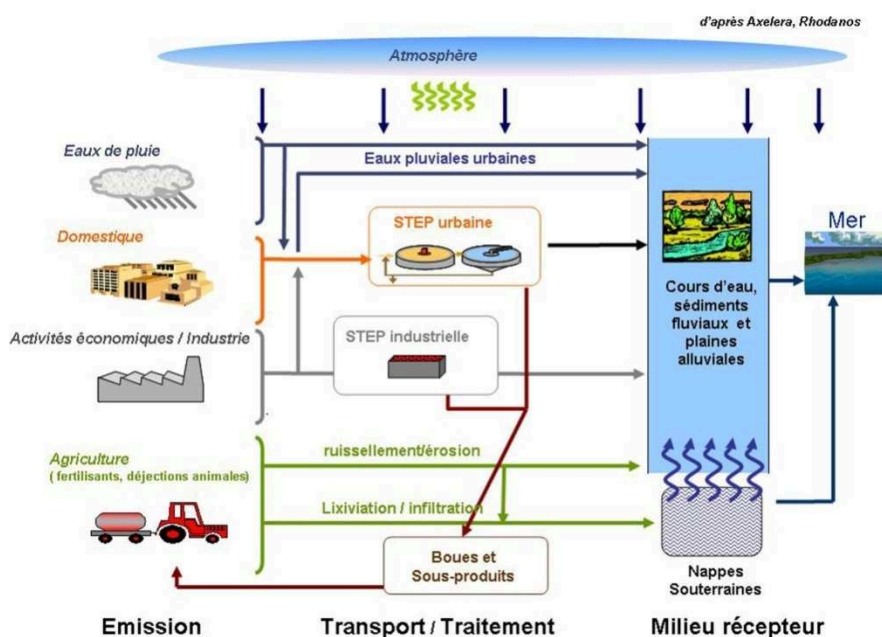 d'après Axelera, Rhodanos
Atmosphère
Eaux de pluie
Eaux pluviales urbaines
STEP urbaine
Domestique
Mer
Cours d'eau,
sédiments
fluviaux et
plaines
alluviales
Activités économiques / Industrie
STEP industrielle
Agriculture
( fertilisants, déjections animales)
ruissellement/érosion
Lixiviation / infiltration
Boues et
Sous-produits
Nappes
Souterraines
Emission
Transport / Traitement
Milieu récepteur